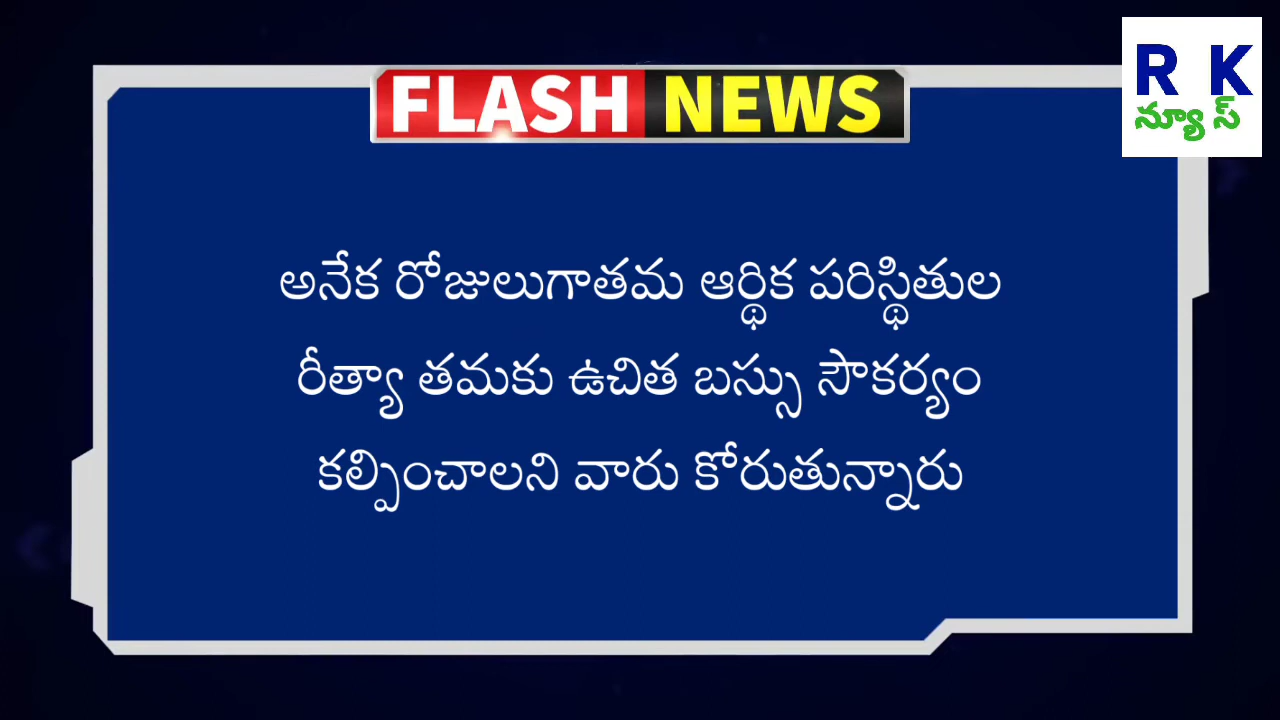 FLASH NEWS
R K
న్యూస్
అనేక రోజులుగాతమ ఆర్థిక పరిస్థితుల
రీత్యా తమకు ఉచిత బస్సు సౌకర్యం
కల్పించాలని వారు కోరుతున్నారు